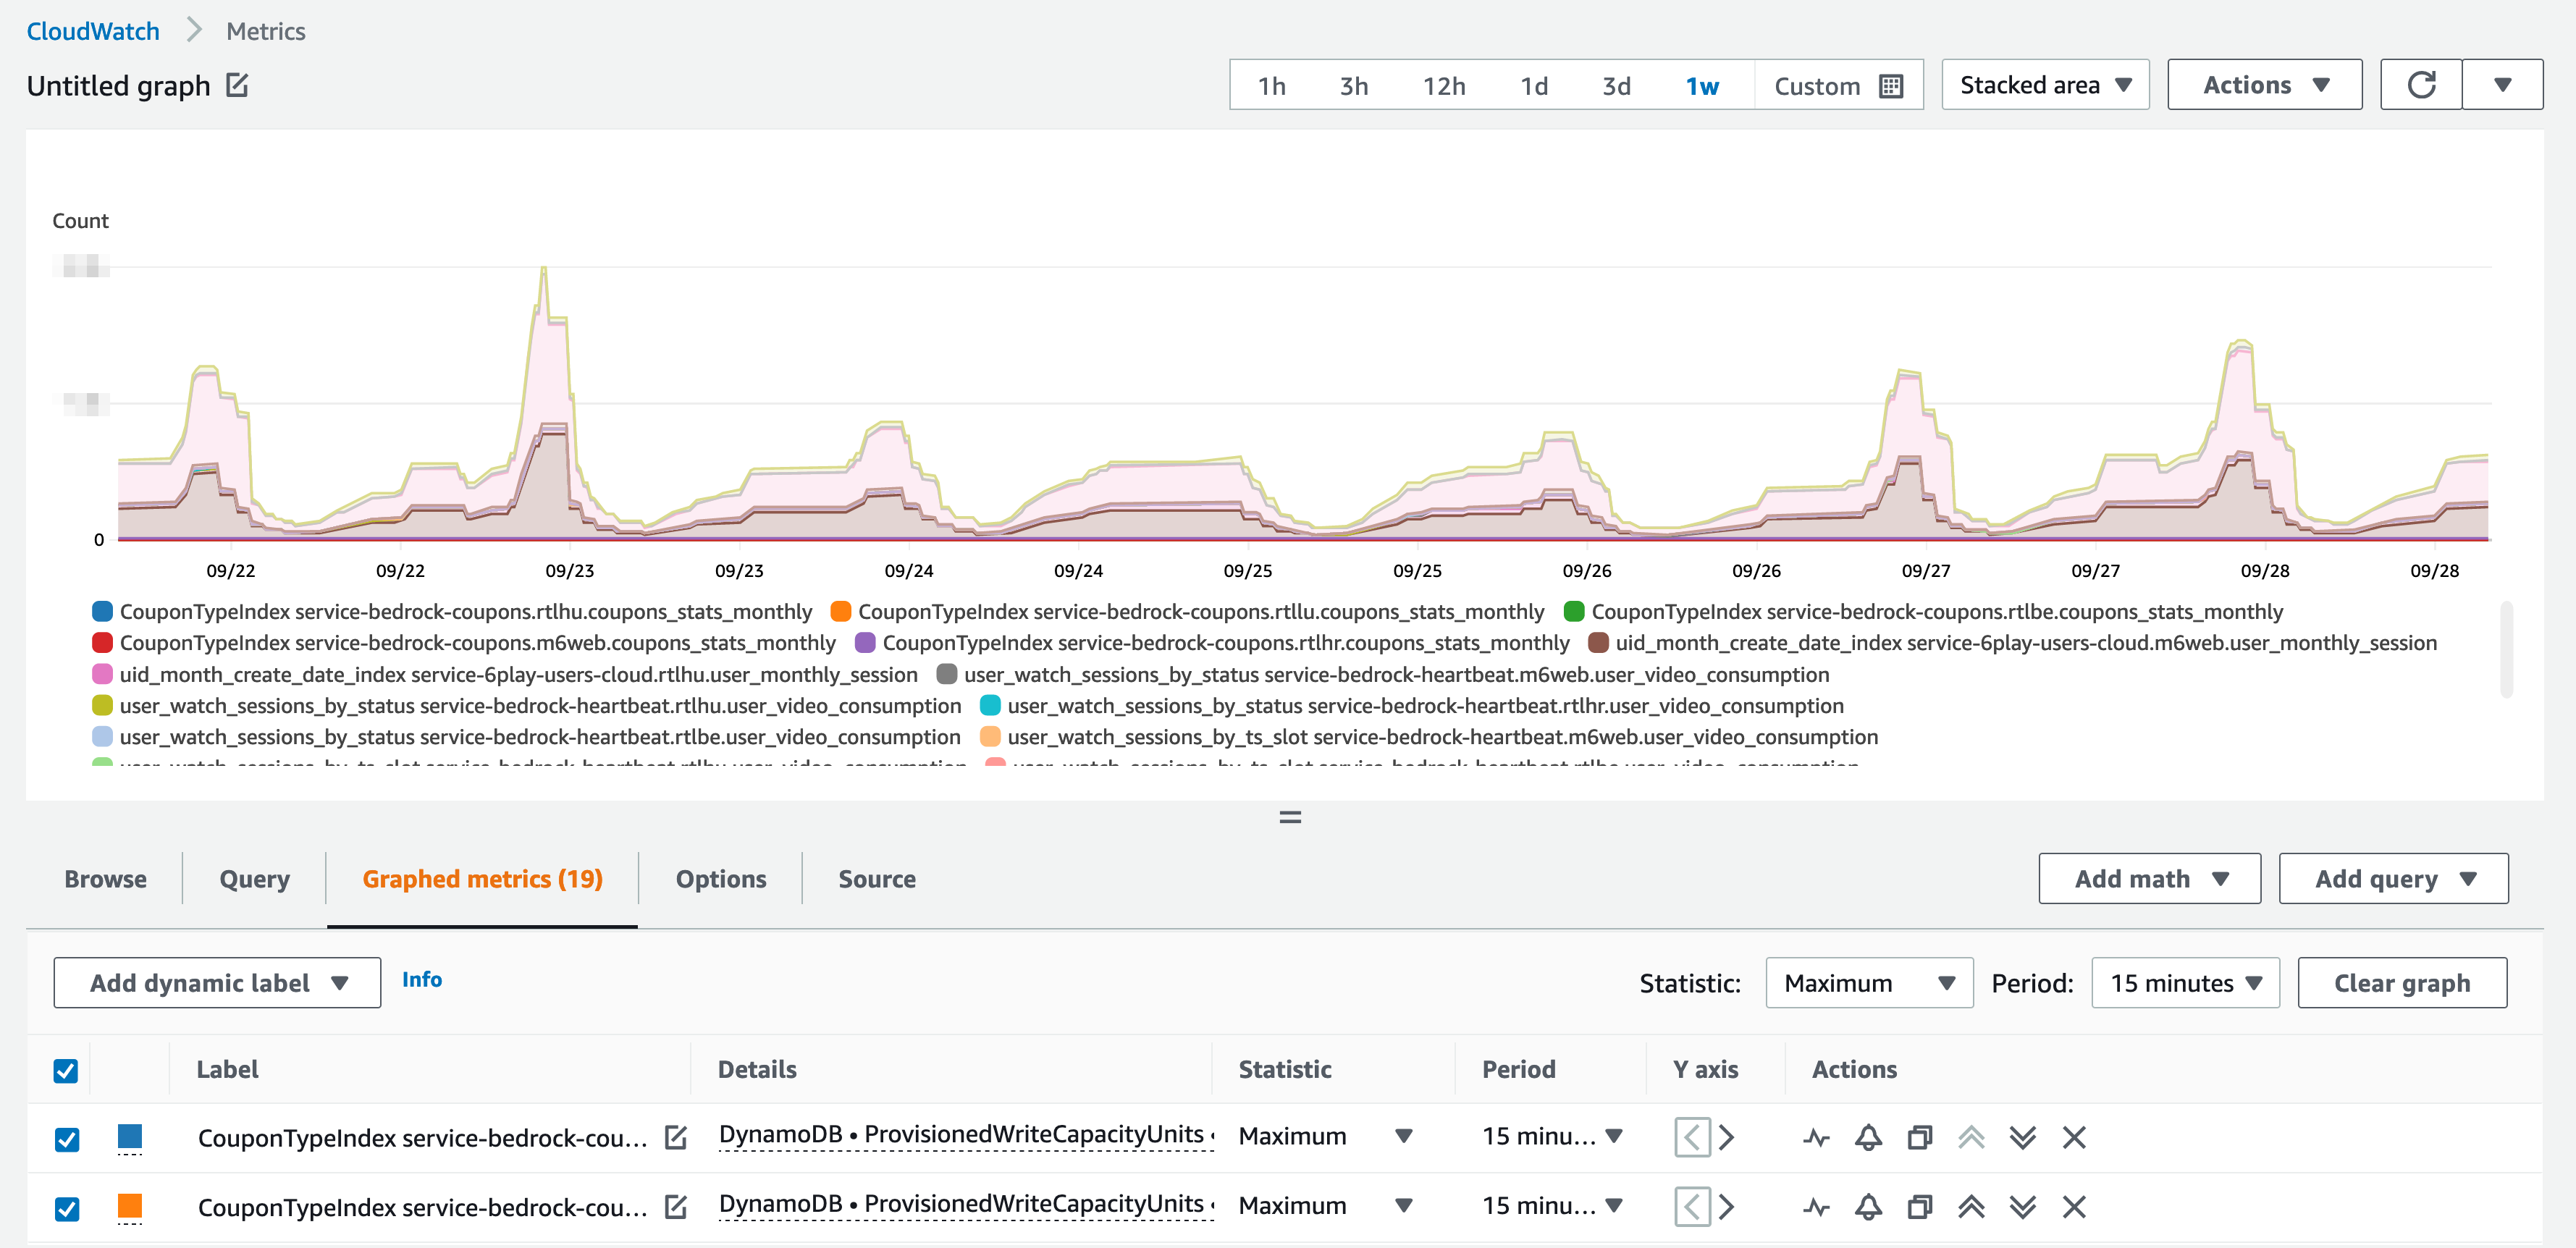 CloudWatch Metrics
Untitled graph
1h 3h 12h 1d 3d 1w Custom Stacked area Actions
Count
0
09/22 09/22 09/23 09/23 09/24 09/24 09/25 09/25 09/26 09/26 09/27 09/27 09/28 09/28
CouponTypeIndex service-bedrock-coupons.rtlhu.coupons_stats_monthly CouponTypeIndex service-bedrock-coupons.rtllu.coupons_stats_monthly CouponTypeIndex service-bedrock-coupons.rtlbe.coupons_stats_monthly
CouponTypeIndex service-bedrock-coupons.m6web.coupons_stats_monthly CouponTypeIndex service-bedrock-coupons.rtlhr.coupons_stats_monthly uid_month_create_date_index service-6play-users-cloud.m6web.user_monthly_session
uid_month_create_date_index service-6play-users-cloud.rtlhu.user_monthly_session user_watch_sessions_by_status service-bedrock-heartbeat.m6web.user_video_consumption
user_watch_sessions_by_status service-bedrock-heartbeat.rtlhu.user_video_consumption user_watch_sessions_by_status service-bedrock-heartbeat.rtlhr.user_video_consumption
user_watch_sessions_by_status service-bedrock-heartbeat.rtlbe.user_video_consumption user_watch_sessions_by_ts_slot service-bedrock-heartbeat.m6web.user_video_consumption
Browse Query Graphed metrics (19) Options Source Add math Add query
Add dynamic label Info Statistic: Maximum Period: 15 minutes Clear graph
Label Details Statistic Period Y axis Actions
CouponTypeIndex service-bedrock-cou... DynamoDB • ProvisionedWriteCapacityUnits • Maximum 15 minu...
CouponTypeIndex service-bedrock-cou... DynamoDB • ProvisionedWriteCapacityUnits • Maximum 15 minu...